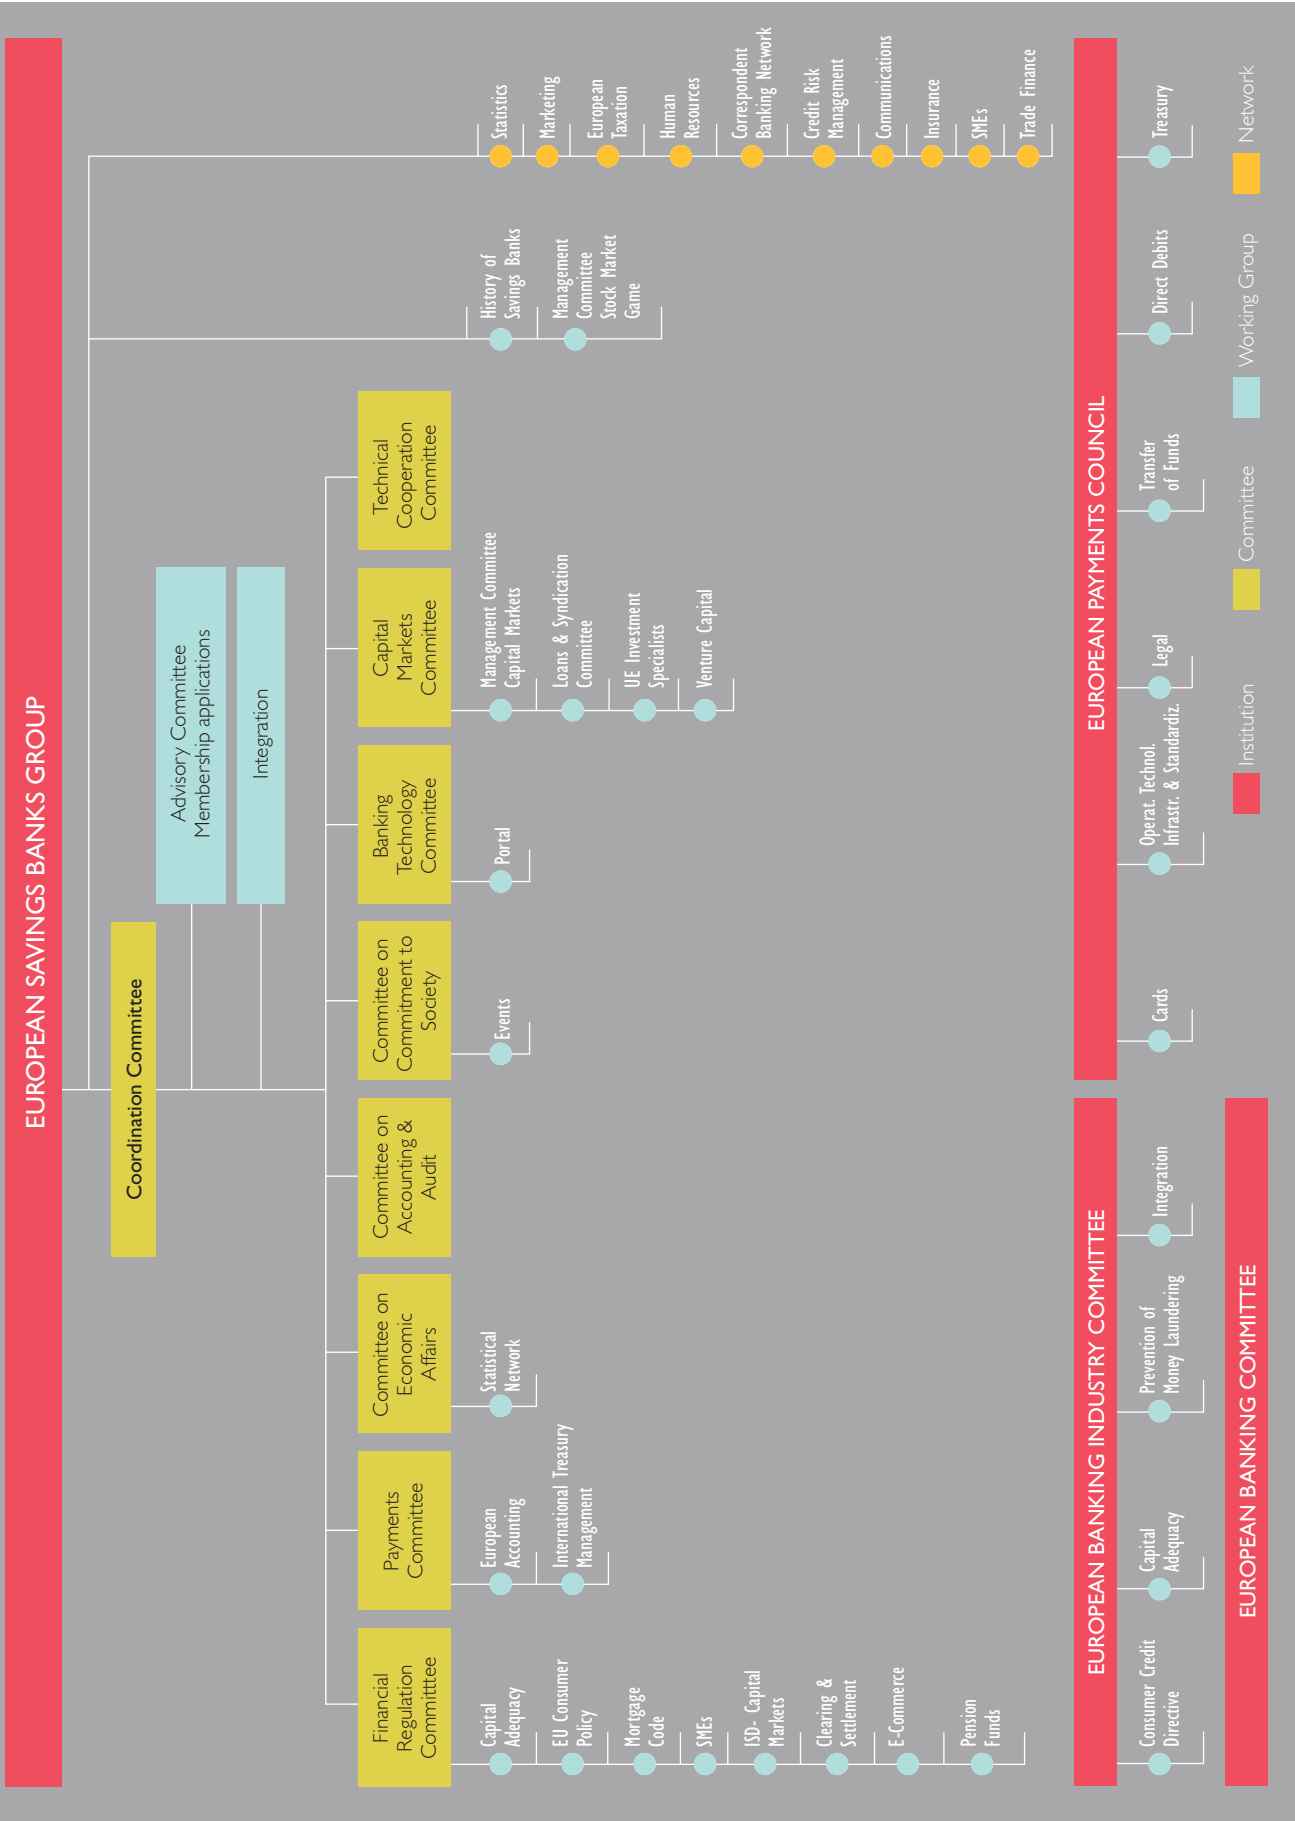 EUROPEAN SAVINGS BANKS GROUP
Coordination Committee
Advisory Committee
Membership applications
Integration
Financial
Regulation
Committtee
Capital
Adequacy
EU Consumer
Policy
Mortgage
Code
SMEs
ISD- Capital
Markets
Clearing &
Settlement
E-Commerce
Pension
Funds
Payments
Committee
European
Accounting
International Treasury
Management
Committee on
Economic
Affairs
Statistical
Network
Committee on
Accounting &
Audit
Committee on
Commitment to
Society
Events
Banking
Technology
Committee
Portal
Capital
Markets
Committee
Management Committee
Capital Markets
Loans & Syndication
Committee
UE Investment
Specialists
Venture Capital
Technical
Cooperation
Committee
History of
Savings Banks
Management
Committee
Stock Market
Game
Statistics
Marketing
European
Taxation
Human
Resources
Correspondent
Banking Network
Credit Risk
Management
Communications
Insurance
SMEs
Trade Finance
EUROPEAN BANKING INDUSTRY COMMITTEE
Consumer Credit
Directive
Capital
Adequacy
Prevention of
Money Laundering
Integration
EUROPEAN PAYMENTS COUNCIL
Cards
Operat. Technol.
Infrastr. & Standardiz.
Legal
Transfer
of Funds
Direct Debits
Treasury
EUROPEAN BANKING COMMITTEE
Institution
Committee
Working Group
Network